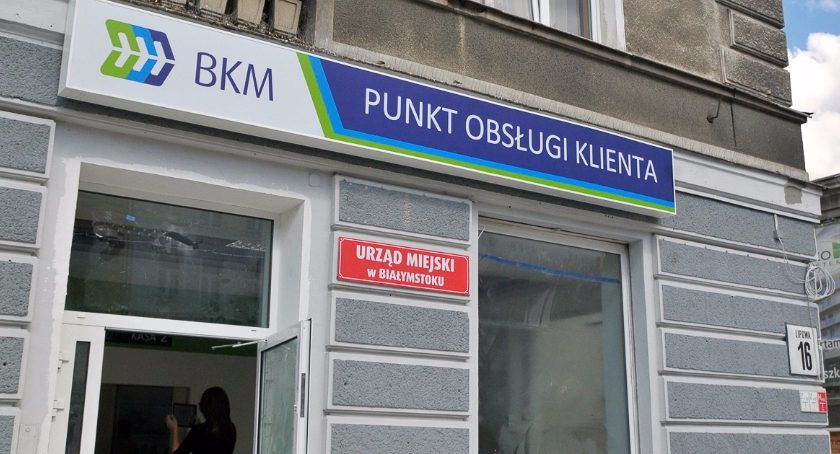 BKM
PUNKT OBSŁUGI KLIENTA
URZĄD MIEJSKI
W BIAŁYMSTOKU
KASA 2
LIPOWA
16